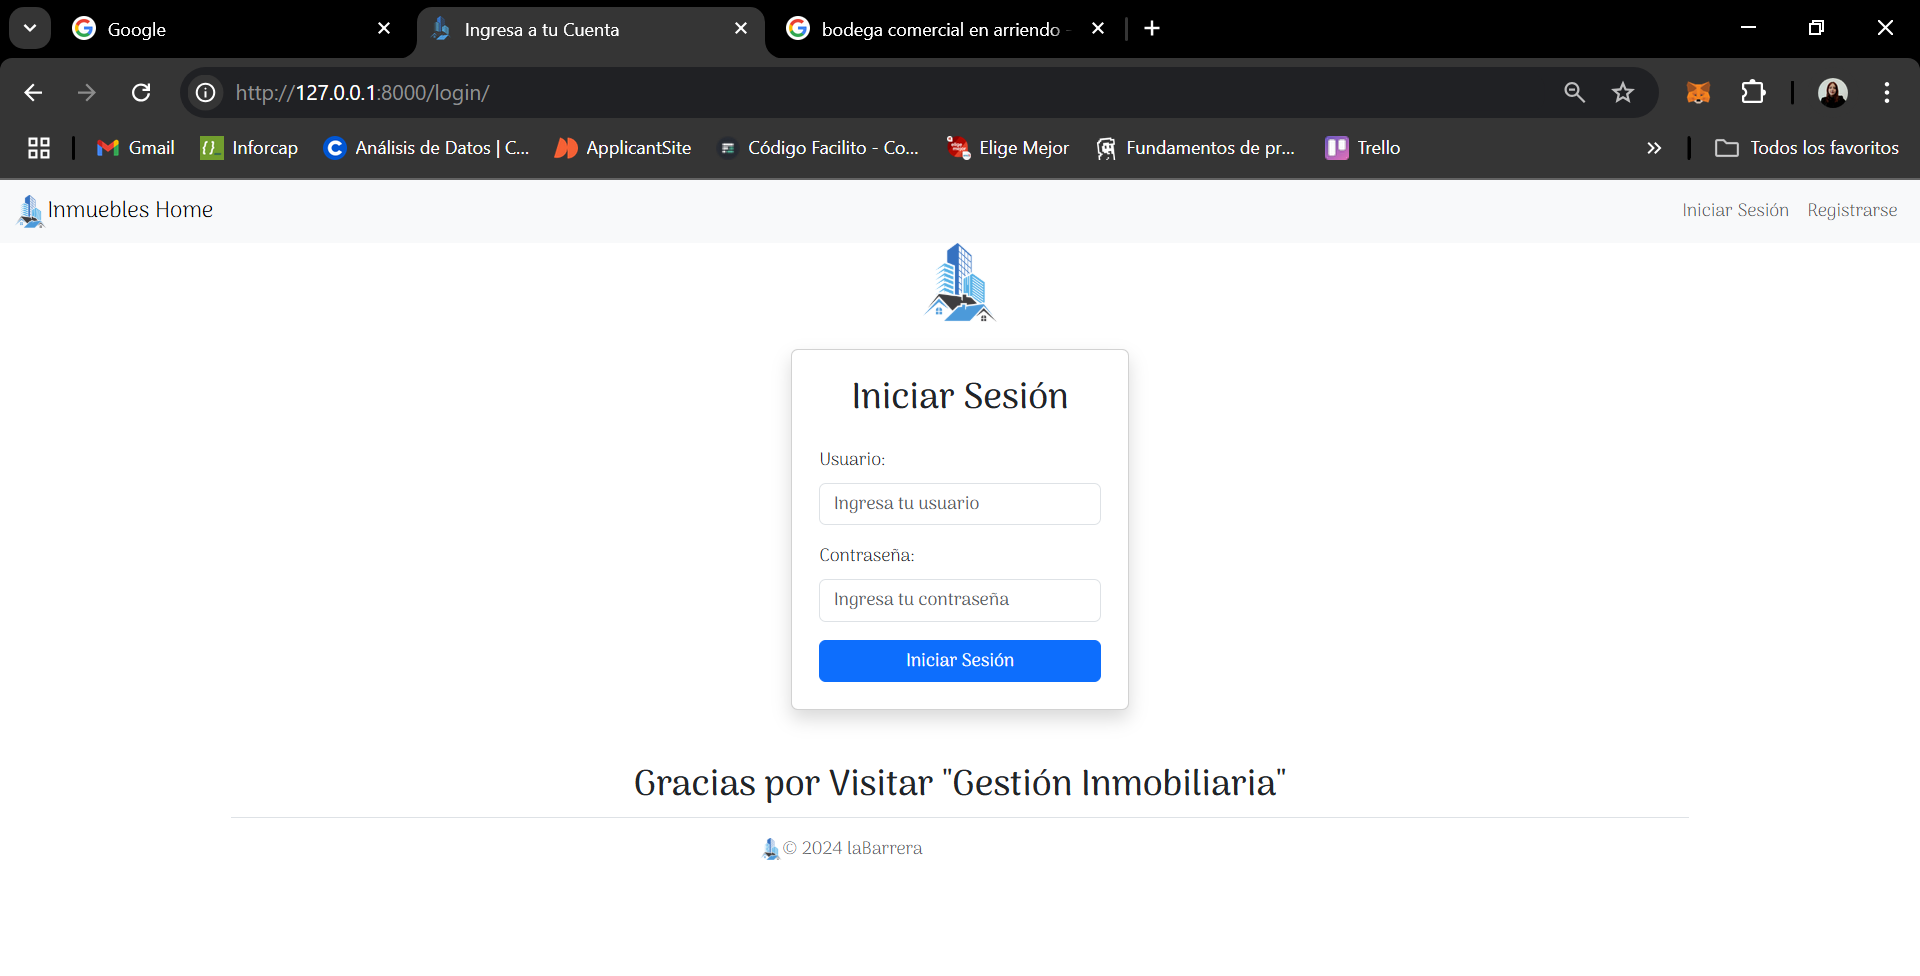 Google
Ingresa a tu Cuenta
bodega comercial en arriendo -
http://127.0.0.1:8000/login/
Gmail
Inforcap
Análisis de Datos | C...
ApplicantSite
Código Facilito - Co...
Elige Mejor
Fundamentos de pr...
Trello
Todos los favoritos
Inmuebles Home
Iniciar Sesión
Registrarse
Iniciar Sesión
Usuario:
Ingresa tu usuario
Contraseña:
Ingresa tu contraseña
Iniciar Sesión
Gracias por Visitar "Gestión Inmobiliaria"
© 2024 laBarrera